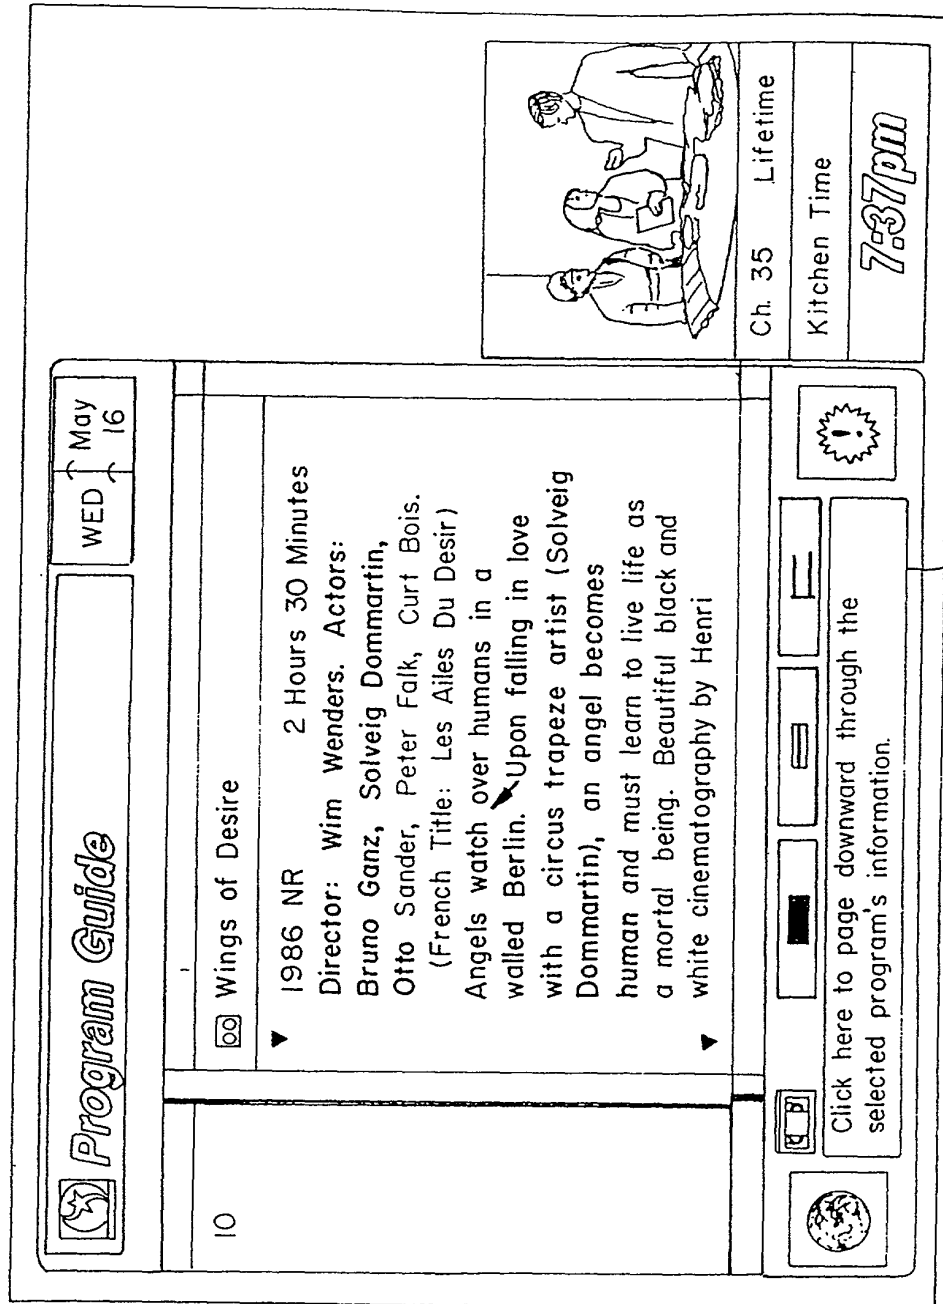 Program Guide
WED May
16
10
Wings of Desire
1986 NR 2 Hours 30 Minutes
Director: Wim Wenders. Actors:
Bruno Ganz, Solveig Dommartin,
Otto Sander, Peter Falk, Curt Bois.
(French Title: Les Ailes Du Desir)
Angels watch over humans in a
walled Berlin. Upon falling in love
with a circus trapeze artist (Solveig
Dommartin), an angel becomes
human and must learn to live life as
a mortal being. Beautiful black and
white cinematography by Henri
Click here to page downward through the
selected program's information.
!
Ch. 35 Lifetime
Kitchen Time
7:37pm